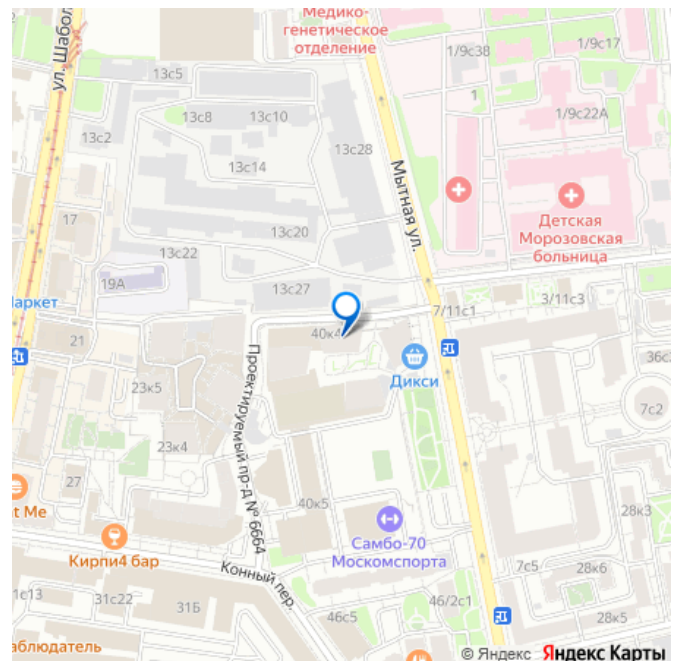 Медико-
генетическое
отделение
ул. Шабол
13с5
1/9с38
1/9с17
13с8
13с10
1
1/9с22А
13с2
13с28
13с14
Мытная ул.
17
13с20
Детская
Морозовская
больница
13с22
19А
13с27
3/11с3
Маркет
7/11с1
40к4
21
Дикси
36с3
23к5
Проектируемый пр-д № 6664
7с2
23к4
27
40к5
28к3
t Me
Самбо-70
Москомспорта
Кирпи4 бар
Конный пер.
7с5
28к6
1с13
31с22
31Б
46с5
46/2с1
28к5
аблюдатель
© Яндекс Яндекс Карты